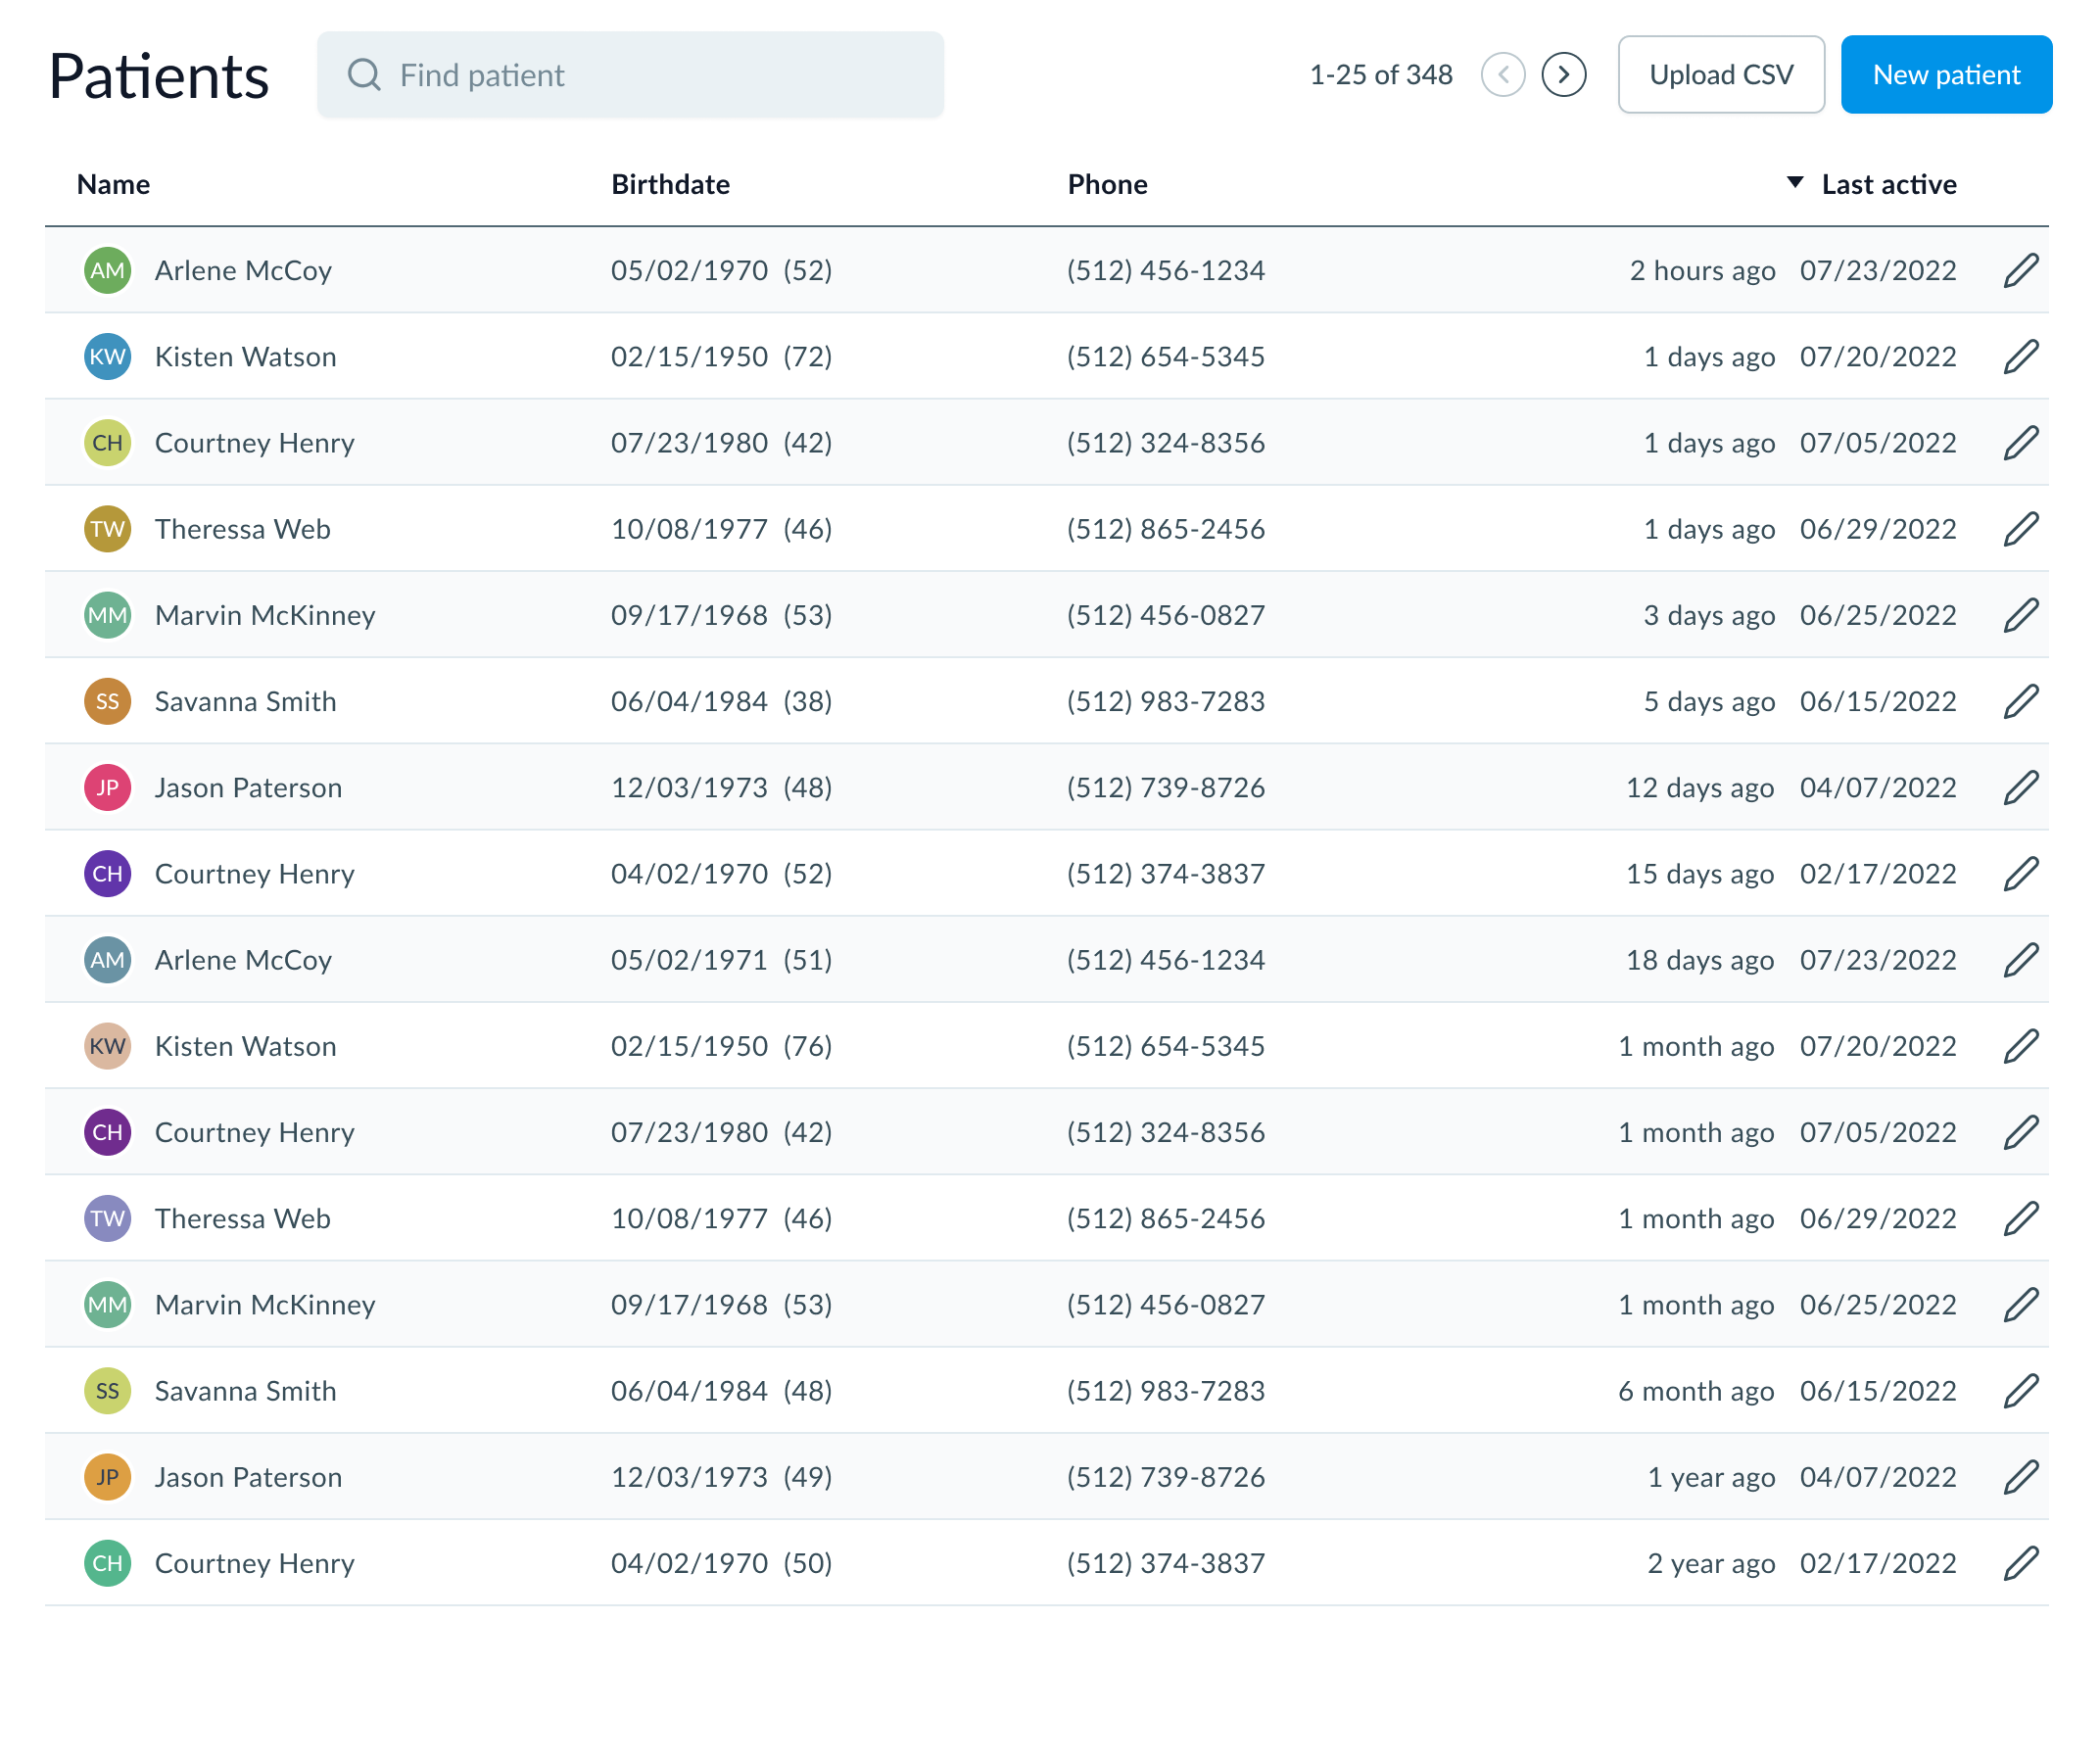 Patients Find patient 1-25 of 348 Upload CSV New patient
Name Birthdate Phone Last active
AM Arlene McCoy 05/02/1970 (52) (512) 456-1234 2 hours ago 07/23/2022
KW Kisten Watson 02/15/1950 (72) (512) 654-5345 1 days ago 07/20/2022
CH Courtney Henry 07/23/1980 (42) (512) 324-8356 1 days ago 07/05/2022
TW Theressa Web 10/08/1977 (46) (512) 865-2456 1 days ago 06/29/2022
MM Marvin McKinney 09/17/1968 (53) (512) 456-0827 3 days ago 06/25/2022
SS Savanna Smith 06/04/1984 (38) (512) 983-7283 5 days ago 06/15/2022
JP Jason Paterson 12/03/1973 (48) (512) 739-8726 12 days ago 04/07/2022
CH Courtney Henry 04/02/1970 (52) (512) 374-3837 15 days ago 02/17/2022
AM Arlene McCoy 05/02/1971 (51) (512) 456-1234 18 days ago 07/23/2022
KW Kisten Watson 02/15/1950 (76) (512) 654-5345 1 month ago 07/20/2022
CH Courtney Henry 07/23/1980 (42) (512) 324-8356 1 month ago 07/05/2022
TW Theressa Web 10/08/1977 (46) (512) 865-2456 1 month ago 06/29/2022
MM Marvin McKinney 09/17/1968 (53) (512) 456-0827 1 month ago 06/25/2022
SS Savanna Smith 06/04/1984 (48) (512) 983-7283 6 month ago 06/15/2022
JP Jason Paterson 12/03/1973 (49) (512) 739-8726 1 year ago 04/07/2022
CH Courtney Henry 04/02/1970 (50) (512) 374-3837 2 year ago 02/17/2022